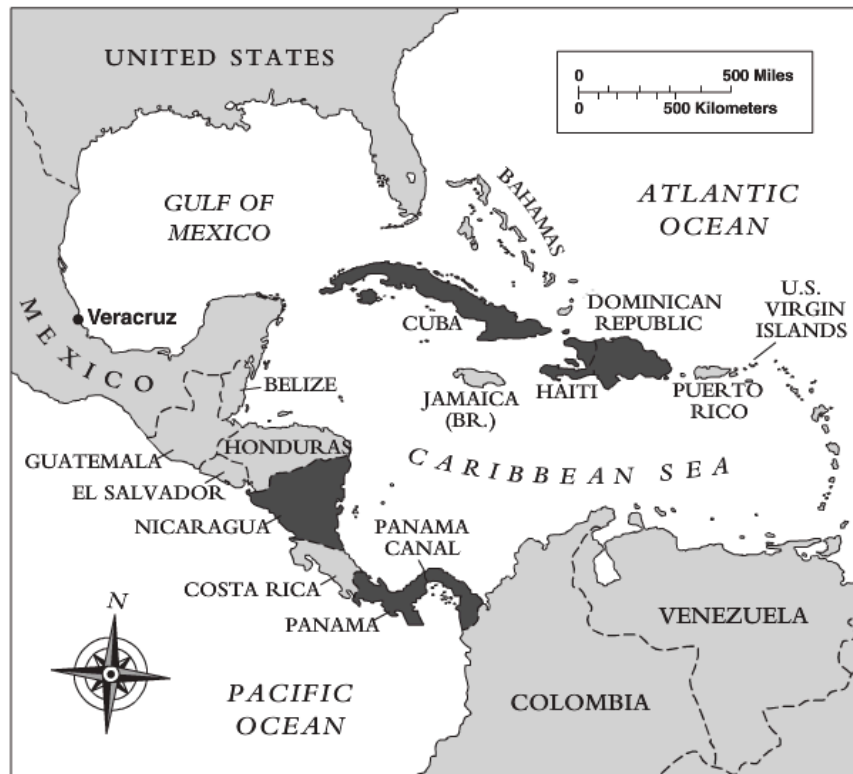 UNITED STATES
0
500 Miles
0
500 Kilometers
GULF OF
MEXICO
BAHAMAS
ATLANTIC
OCEAN
MEXICO
Veracruz
CUBA
DOMINICAN
REPUBLIC
U.S.
VIRGIN
ISLANDS
BELIZE
JAMAICA
(BR.)
HAITI
PUERTO
RICO
HONDURAS
GUATEMALA
EL SALVADOR
CARIBBEAN SEA
NICARAGUA
PANAMA
CANAL
COSTA RICA
PANAMA
N
VENEZUELA
COLOMBIA
PACIFIC
OCEAN